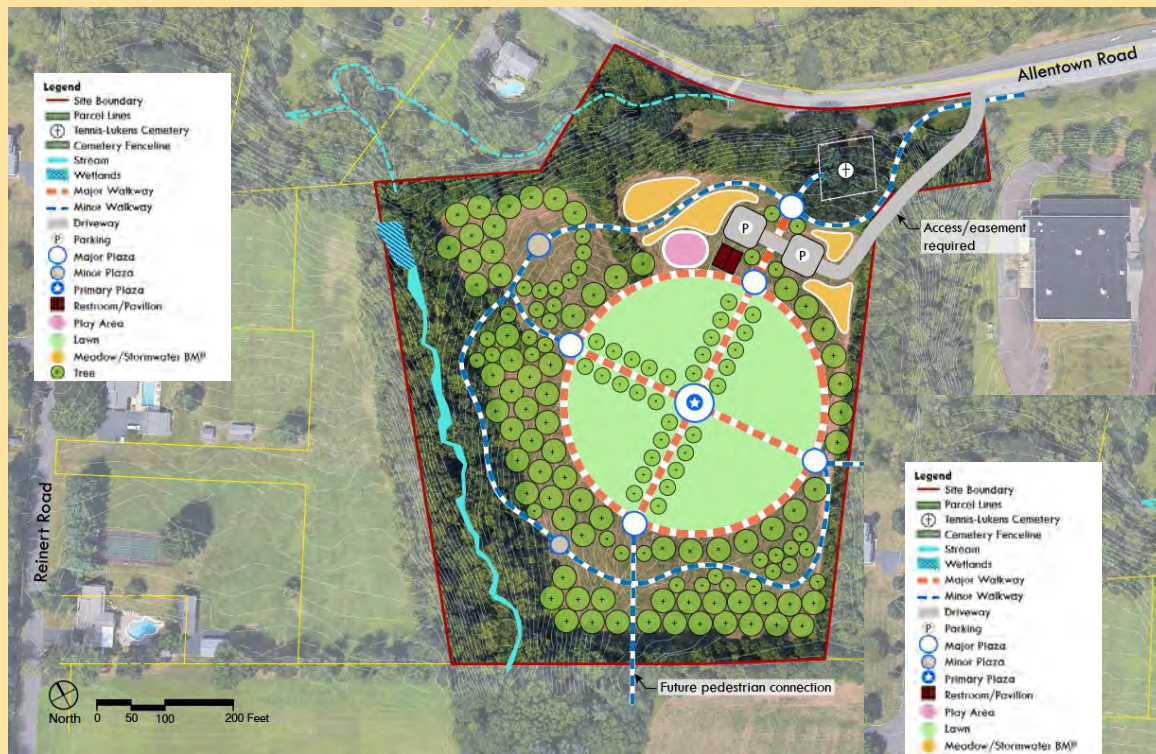 Allentown Road
Legend
Site Boundary
Parcel Lines
Tennis-Lukens Cemetery
Cemetery Fenceline
Stream
Wetlands
Major Walkway
Minor Walkway
Driveway
P Parking
Major Plaza
Minor Plaza
Primary Plaza
Restroom/Pavilion
Play Area
Lawn
Meadow/Stormwater BMP
Tree
P
P
Access/easement
required
Reinert Road
Legend
Site Boundary
Parcel Lines
Tennis-Lukens Cemetery
Cemetery Fenceline
Stream
Wetlands
Major Walkway
Minor Walkway
Driveway
P Parking
Major Plaza
Minor Plaza
Primary Plaza
Restroom/Pavilion
Play Area
Lawn
Meadow/Stormwater BMP
Future pedestrian connection
North
0 50 100 200 Feet